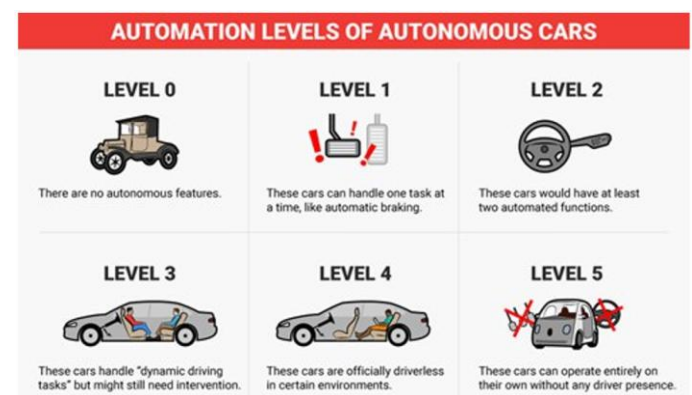 AUTOMATION LEVELS OF AUTONOMOUS CARS
LEVEL 0
There are no autonomous features.
LEVEL 1
These cars can handle one task at
a time, like automatic braking.
LEVEL 2
These cars would have at least
two automated functions.
LEVEL 3
These cars handle “dynamic driving
tasks” but might still need intervention.
LEVEL 4
These cars are officially driverless
in certain environments.
LEVEL 5
These cars can operate entirely on
their own without any driver presence.